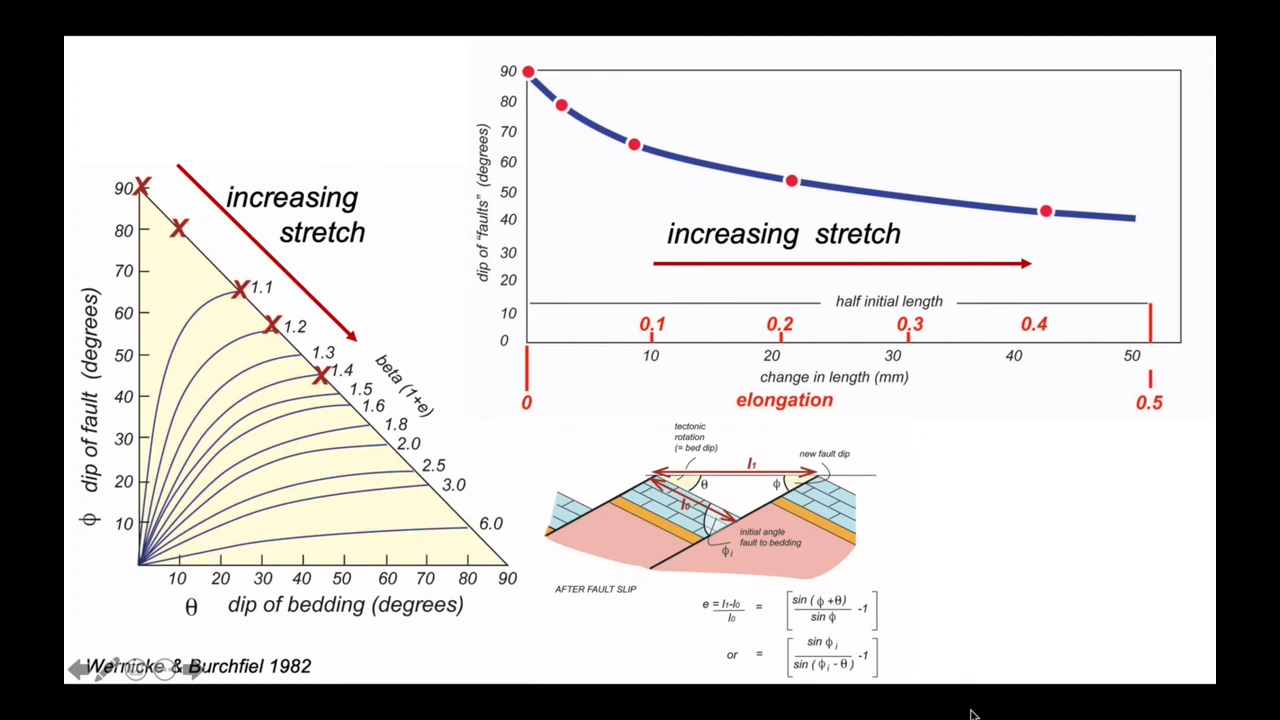 increasing
stretch
90
80
70
60
50
40
30
20
10
ϕ dip of fault (degrees)
X
X
X
X
X
1.1
1.2
1.3
1.4
1.5
1.6
1.8
2.0
2.5
3.0
6.0
beta (1+e)
10 20 30 40 50 60 70 80 90
θ dip of bedding (degrees)
Wernicke & Burchfiel 1982
90
80
70
60
50
40
30
20
10
0
dip of "faults" (degrees)
increasing stretch
half initial length
0.1 0.2 0.3 0.4
10 20 30 40 50
change in length (mm)
0 elongation 0.5
tectonic
rotation
(= bed dip)
new fault dip
l₁
θ
ϕ
l₀
initial angle
fault to bedding
ϕi
AFTER FAULT SLIP
e = l₁-l₀ / l₀ = [ sin (ϕ+θ) / sin ϕ -1 ]
or = [ sin ϕi / sin (ϕi - θ) -1 ]